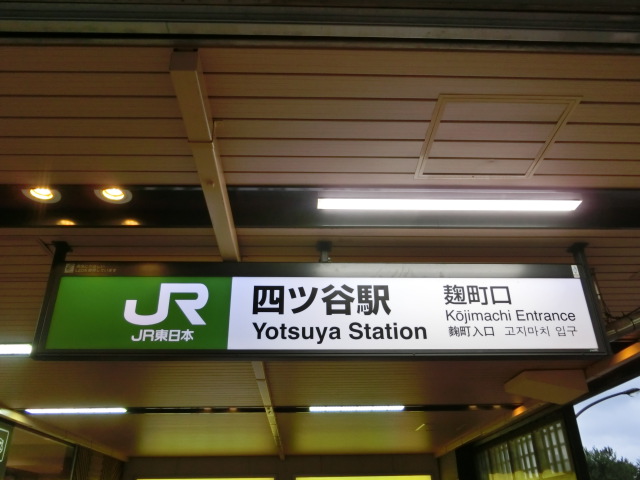 JR
JR東日本
四ツ谷駅
Yotsuya Station
麹町口
Kōjimachi Entrance
麴町入口 고지마치 입구